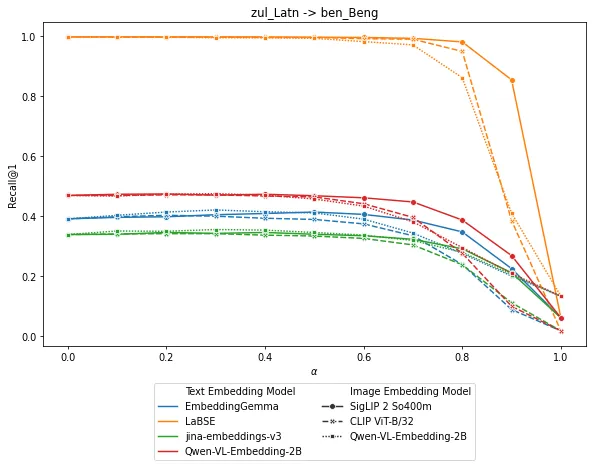 zul_Latn -> ben_Beng
Recall@1
1.0
0.8
0.6
0.4
0.2
0.0
0.0 0.2 0.4 0.6 0.8 1.0
α
Text Embedding Model
EmbeddingGemma
LaBSE
jina-embeddings-v3
Qwen-VL-Embedding-2B
Image Embedding Model
SigLIP 2 So400m
CLIP ViT-B/32
Qwen-VL-Embedding-2B